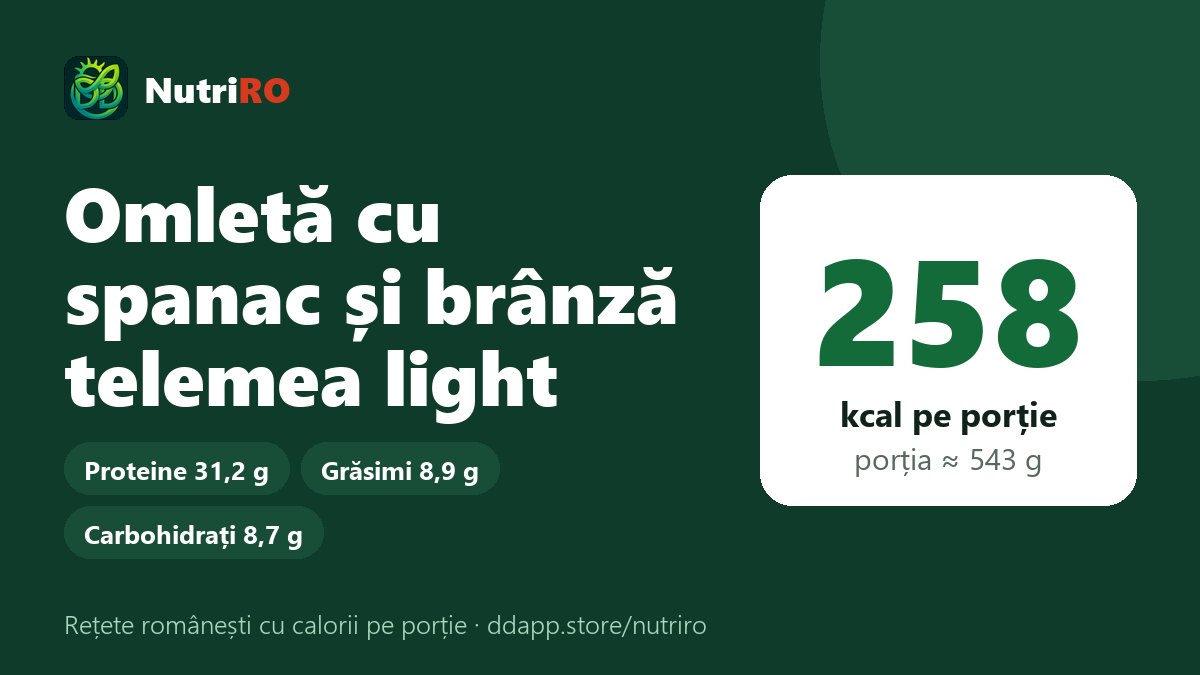 NutriRO
Omletă cu
spanac și brânză
telemea light
Proteine 31,2 g
Grăsimi 8,9 g
Carbohidrați 8,7 g
258
kcal pe porție
porția ≈ 543 g
Rețete românești cu calorii pe porție · ddapp.store/nutriro